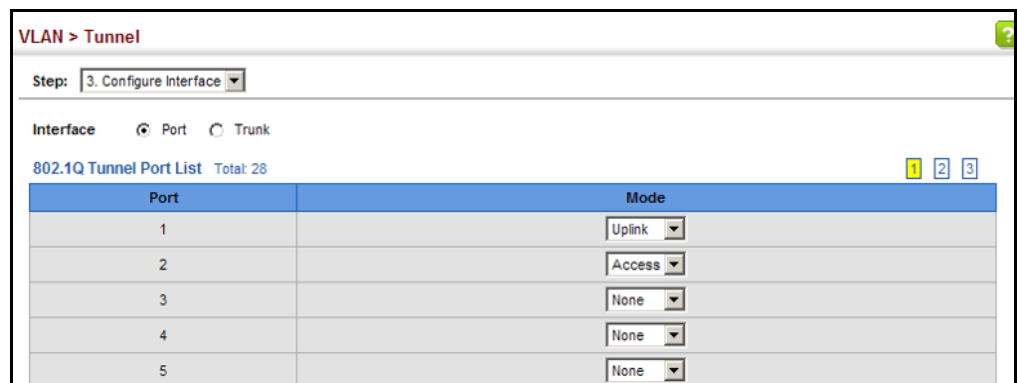 VLAN > Tunnel
?
Step: 3. Configure Interface
Interface Port Trunk
802.1Q Tunnel Port List Total: 28 1 2 3
Port Mode
1 Uplink
2 Access
3 None
4 None
5 None